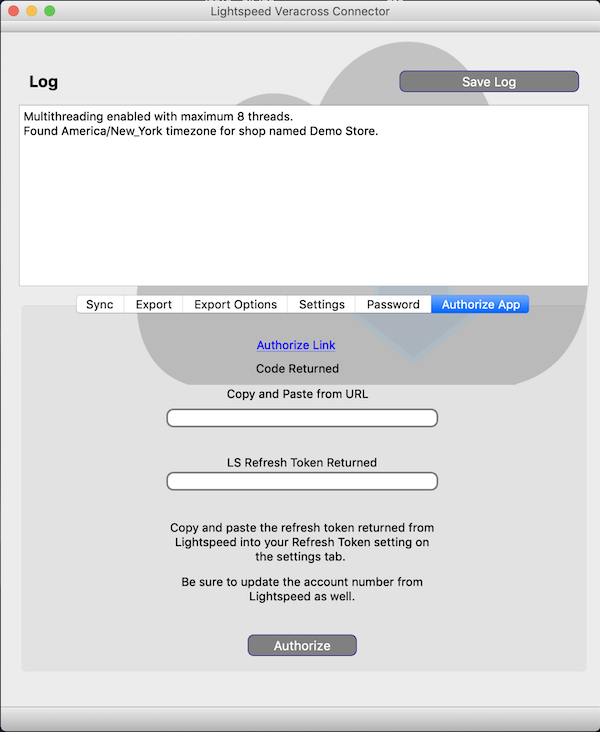 Lightspeed Veracross Connector
Log
Save Log
Multithreading enabled with maximum 8 threads.
Found America/New_York timezone for shop named Demo Store.
Sync
Export
Export Options
Settings
Password
Authorize App
Authorize Link
Code Returned
Copy and Paste from URL
LS Refresh Token Returned
Copy and paste the refresh token returned from
Lightspeed into your Refresh Token setting on
the settings tab.
Be sure to update the account number from
Lightspeed as well.
Authorize